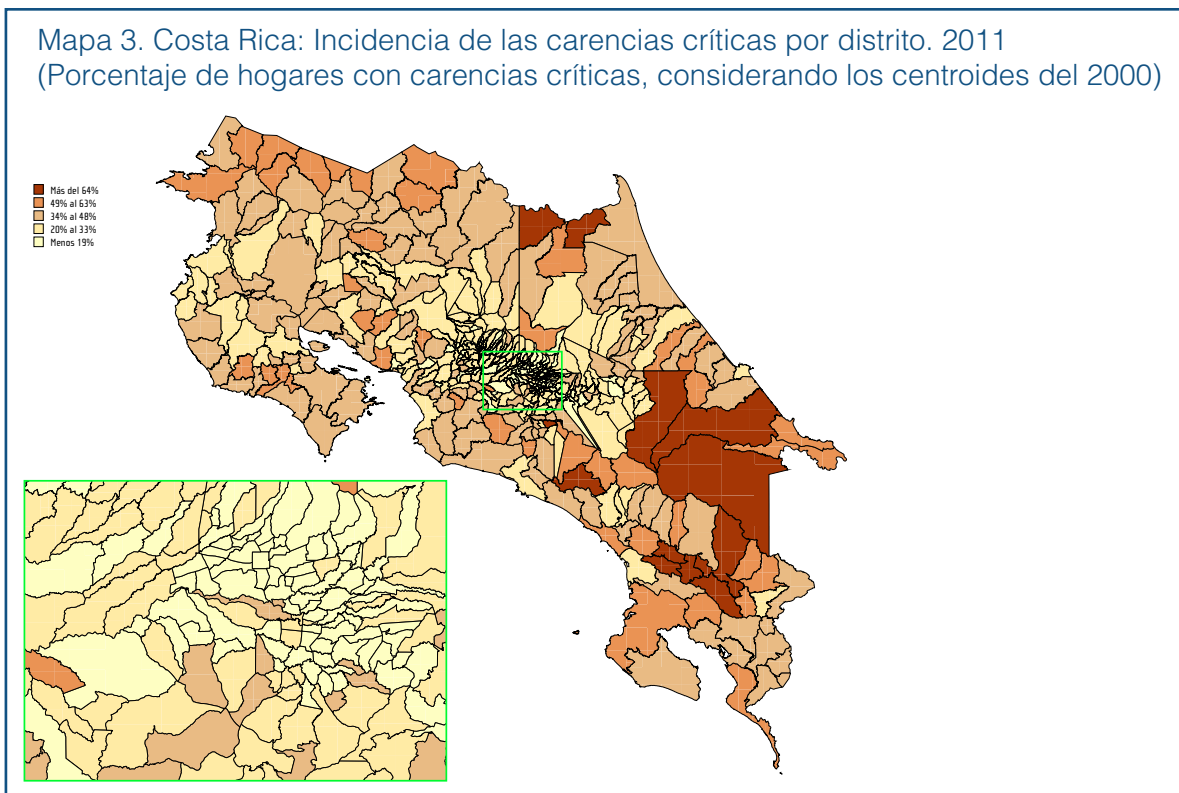 Mapa 3. Costa Rica: Incidencia de las carencias críticas por distrito. 2011
(Porcentaje de hogares con carencias críticas, considerando los centroides del 2000)
Más del 64%
49% al 63%
34% al 48%
20% al 33%
Menos 19%